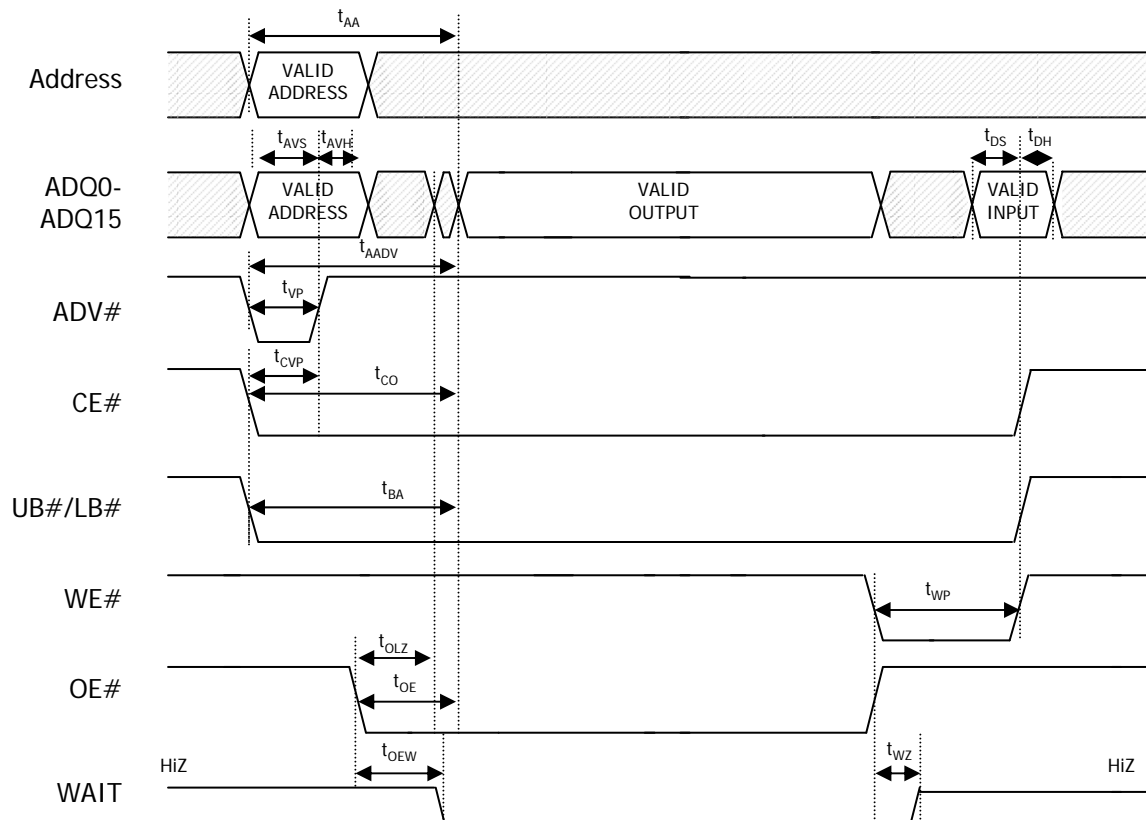 tAA
Address
VALID
ADDRESS
tAVS
tAVH
tDS
tDH
ADQ0-
ADQ15
VALID
ADDRESS
VALID
OUTPUT
VALID
INPUT
tAADV
ADV#
tVP
tCVP
CE#
tCO
UB#/LB#
tBA
WE#
tWP
tOLZ
OE#
tOE
tOEW
tWZ
HiZ
HiZ
WAIT